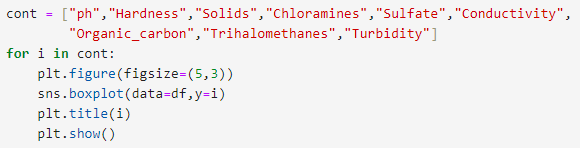 cont = ["ph","Hardness","Solids","Chloramines","Sulfate","Conductivity",
        "Organic_carbon","Trihalomethanes","Turbidity"]
for i in cont:
    plt.figure(figsize=(5,3))
    sns.boxplot(data=df,y=i)
    plt.title(i)
    plt.show()